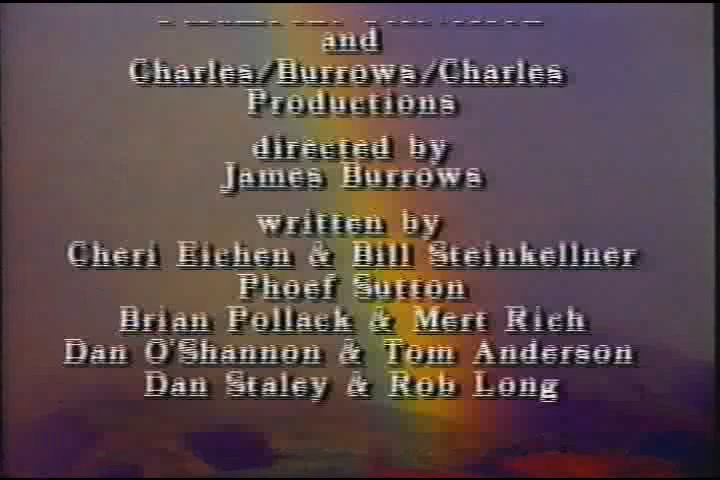 and
Charles/Burrows/Charles
Productions
directed by
James Burrows
written by
Cheri Eichen & Bill Steinkellner
Phoef Sutton
Brian Pollack & Mert Rich
Dan O'Shannon & Tom Anderson
Dan Staley & Rob Long